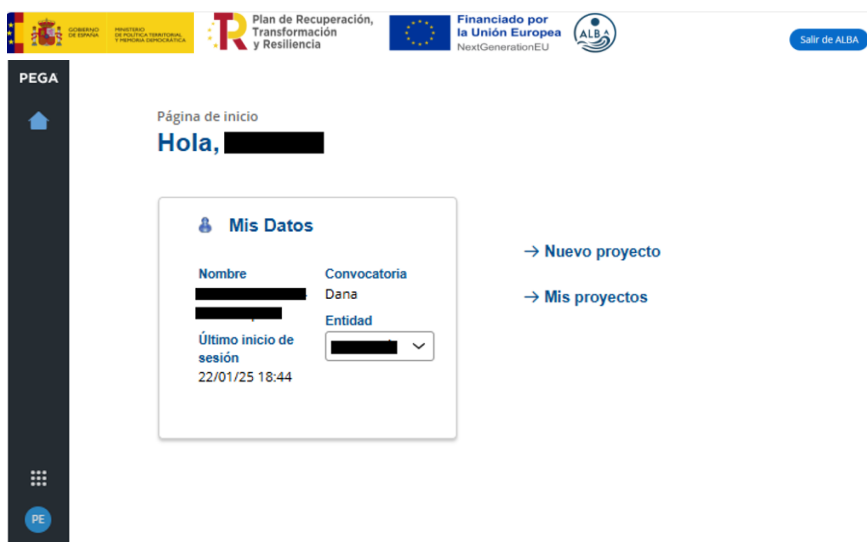 GOBIERNO
DE ESPAÑA
MINISTERIO
DE POLÍTICA TERRITORIAL
Y MEMORIA DEMOCRÁTICA
Plan de Recuperación,
Transformación
y Resiliencia
Financiado por
la Unión Europea
NextGenerationEU
ALBA
Salir de ALBA
PEGA
Página de inicio
Hola,
Mis Datos
Nombre
Convocatoria
Dana
Entidad
Último inicio de
sesión
22/01/25 18:44
→ Nuevo proyecto
→ Mis proyectos
PE